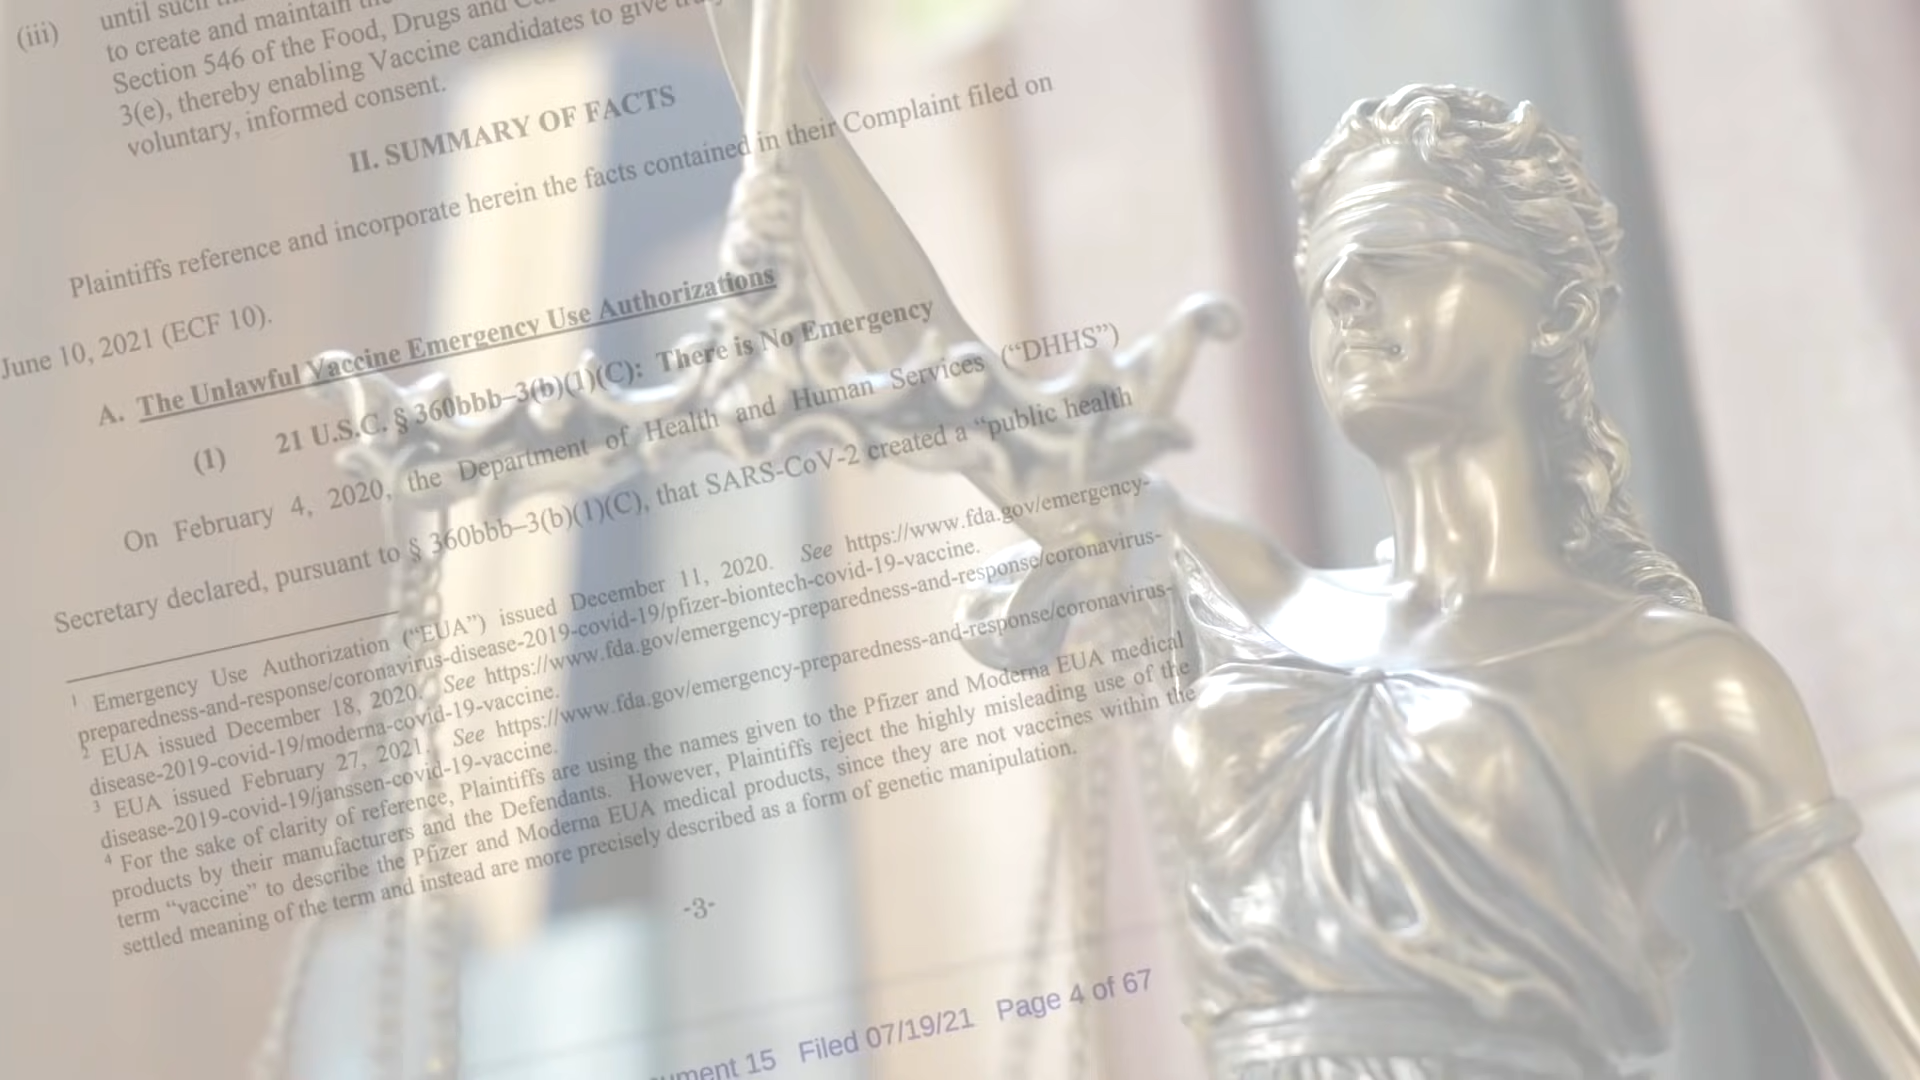 (iii) until such
to create and maintain
Section 546 of the Food, Drugs and
3(e), thereby enabling Vaccine candidates to give
voluntary, informed consent.
II. SUMMARY OF FACTS
Plaintiffs reference and incorporate herein the facts contained in their Complaint filed on
June 10, 2021 (ECF 10).
A. The Unlawful Vaccine Emergency Use Authorizations
(1) 21 U.S.C. § 360bbb–3(b)(1)(C): There is No Emergency
On February 4, 2020, the Department of Health and Human Services (“DHHS”)
Secretary declared, pursuant to § 360bbb–3(b)(1)(C), that SARS-CoV-2 created a “public health
1 Emergency Use Authorization (“EUA”) issued December 11, 2020. See https://www.fda.gov/emergency-
preparedness-and-response/coronavirus-disease-2019-covid-19/pfizer-biontech-covid-19-vaccine.
2 EUA issued December 18, 2020. See https://www.fda.gov/emergency-preparedness-and-response/coronavirus-
disease-2019-covid-19/moderna-covid-19-vaccine.
3 EUA issued February 27, 2021. See https://www.fda.gov/emergency-preparedness-and-response/coronavirus-
disease-2019-covid-19/janssen-covid-19-vaccine.
4 For the sake of clarity of reference, Plaintiffs are using the names given to the Pfizer and Moderna EUA medical
products by their manufacturers and the Defendants. However, Plaintiffs reject the highly misleading use of the
term “vaccine” to describe the Pfizer and Moderna EUA medical products, since they are not vaccines within the
settled meaning of the term and instead are more precisely described as a form of genetic manipulation.
-3-
ument 15 Filed 07/19/21 Page 4 of 67